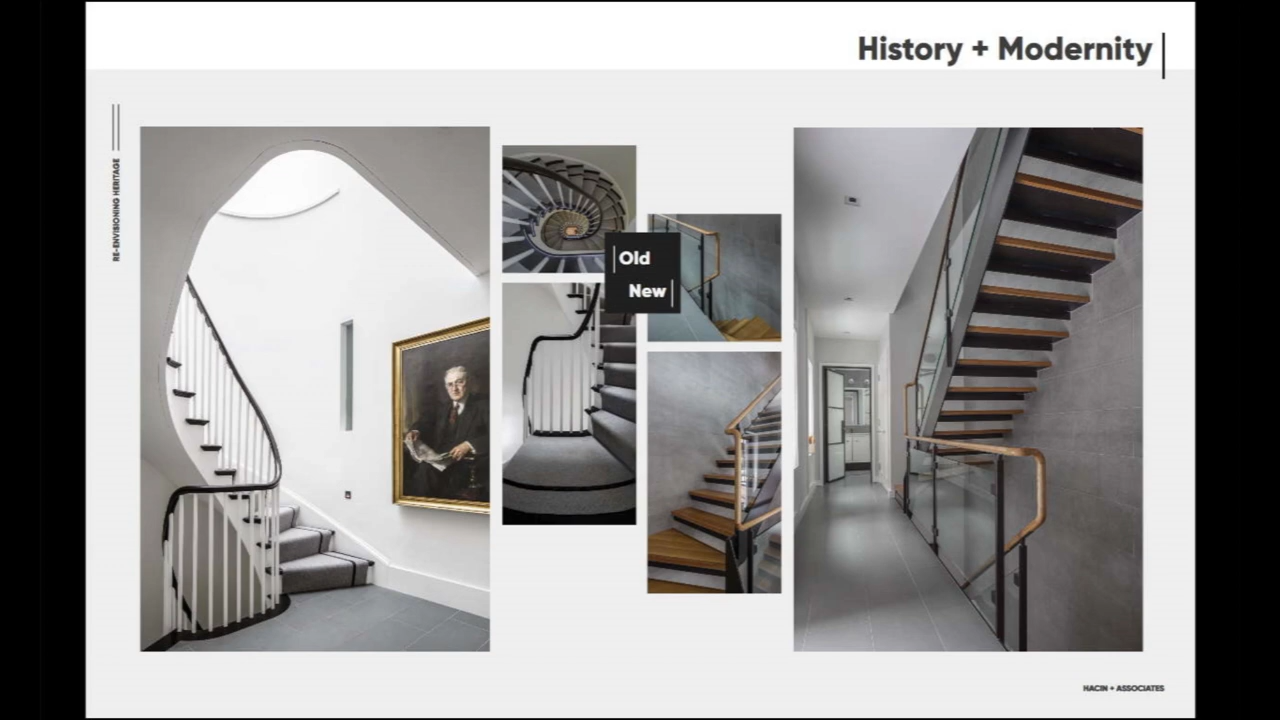 History + Modernity
RE-ENVISIONING HERITAGE
Old
New
HACIN + ASSOCIATES